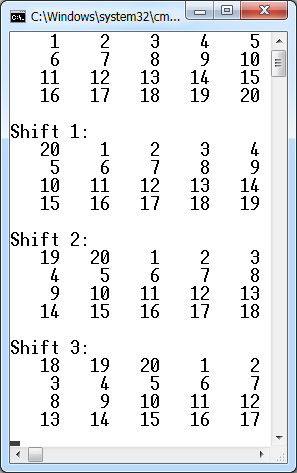 C:\Windows\system32\cm...
1 2 3 4 5
6 7 8 9 10
11 12 13 14 15
16 17 18 19 20
Shift 1:
20 1 2 3 4
5 6 7 8 9
10 11 12 13 14
15 16 17 18 19
Shift 2:
19 20 1 2 3
4 5 6 7 8
9 10 11 12 13
14 15 16 17 18
Shift 3:
18 19 20 1 2
3 4 5 6 7
8 9 10 11 12
13 14 15 16 17